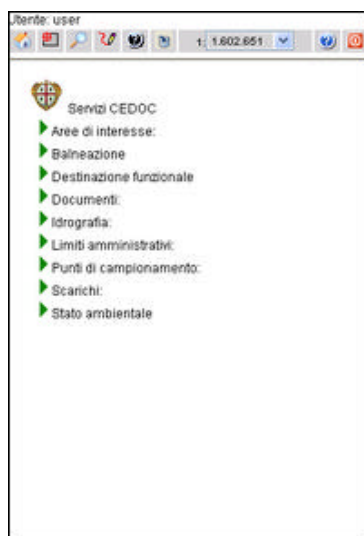 Utente: user
1: 1.602.651
Servizi CEDOC
Aree di interesse:
Balneazione
Destinazione funzionale
Documenti:
Idrografia:
Limiti amministrativi:
Punti di campionamento:
Scarichi:
Stato ambientale